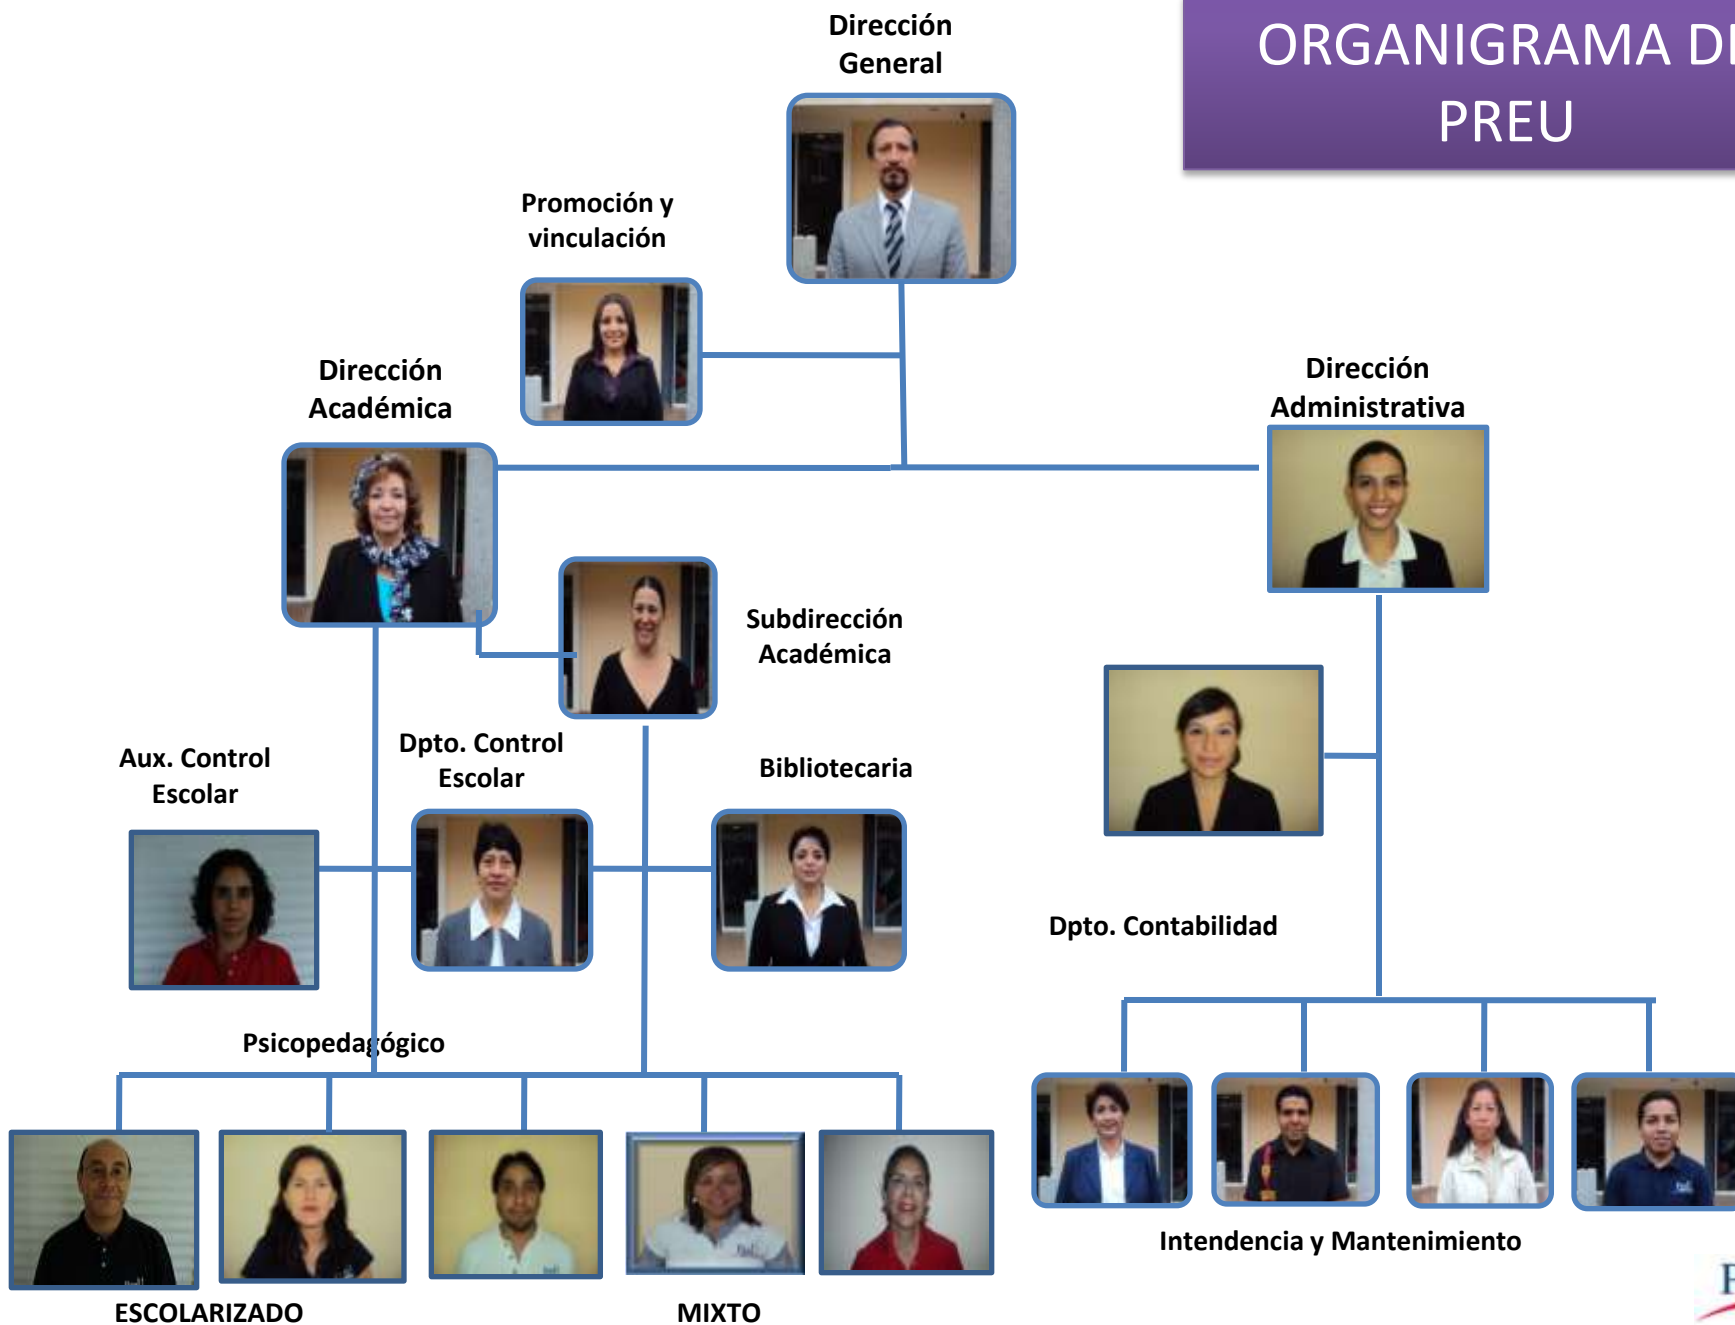 Dirección
General
ORGANIGRAMA DE
PREU
Promoción y
vinculación
Dirección
Académica
Dirección
Administrativa
Subdirección
Académica
Aux. Control
Escolar
Dpto. Control
Escolar
Bibliotecaria
Dpto. Contabilidad
Psicopedagógico
Intendencia y Mantenimiento
ESCOLARIZADO
MIXTO